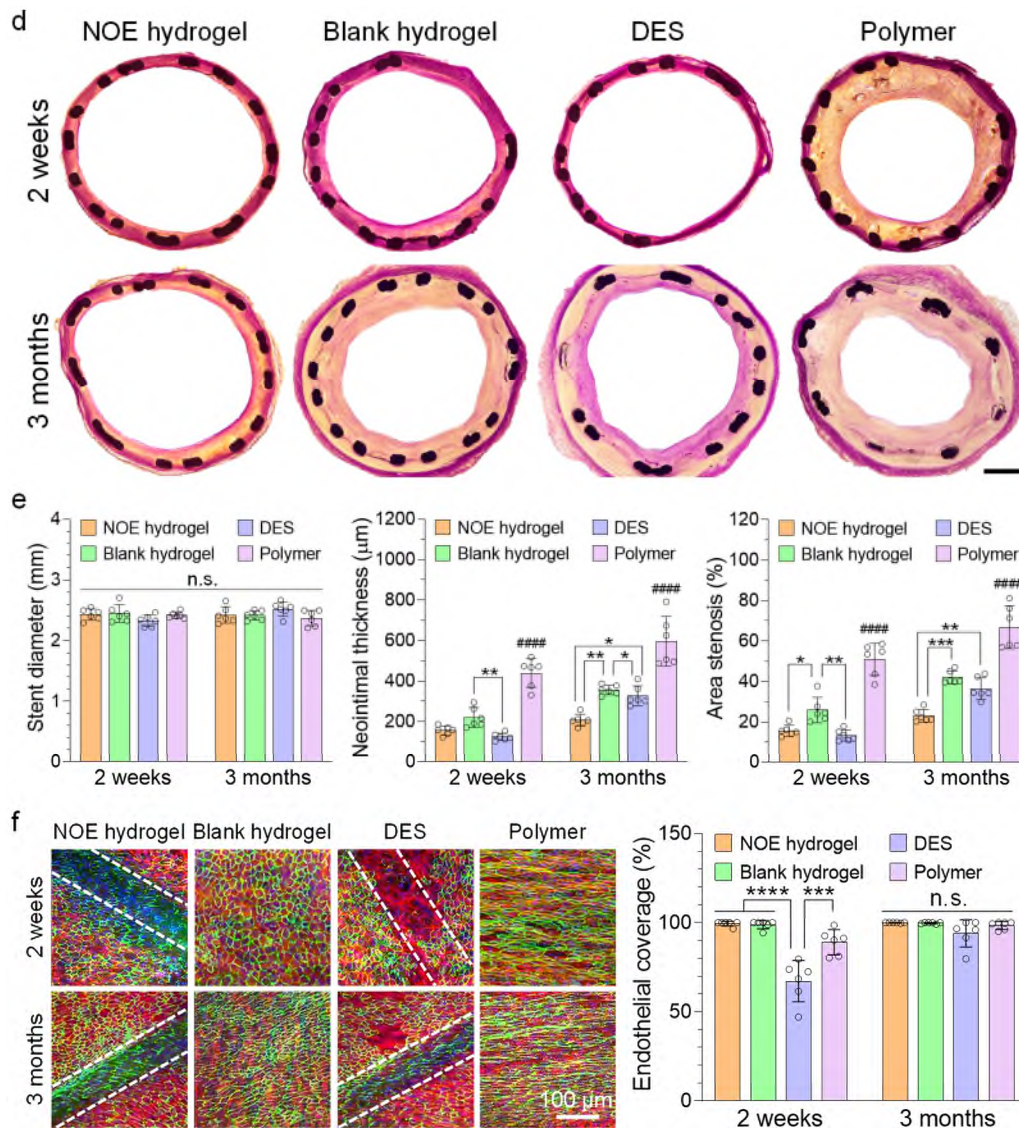 d
NOE hydrogel Blank hydrogel DES Polymer
2 weeks
3 months
e
4
3
2
1
0
Stent diameter (mm)
NOE hydrogel DES
Blank hydrogel Polymer
n.s.
2 weeks 3 months
1200
1000
800
600
400
200
0
Neointimal thickness (μm)
NOE hydrogel DES
Blank hydrogel Polymer
** #### ** * * ####
2 weeks 3 months
120
100
80
60
40
20
0
Area stenosis (%)
NOE hydrogel DES
Blank hydrogel Polymer
* ** #### *** ** ####
2 weeks 3 months
f
NOE hydrogel Blank hydrogel DES Polymer
2 weeks
3 months
100 μm
150
100
50
0
Endothelial coverage (%)
NOE hydrogel DES
Blank hydrogel Polymer
**** *** n.s.
2 weeks 3 months